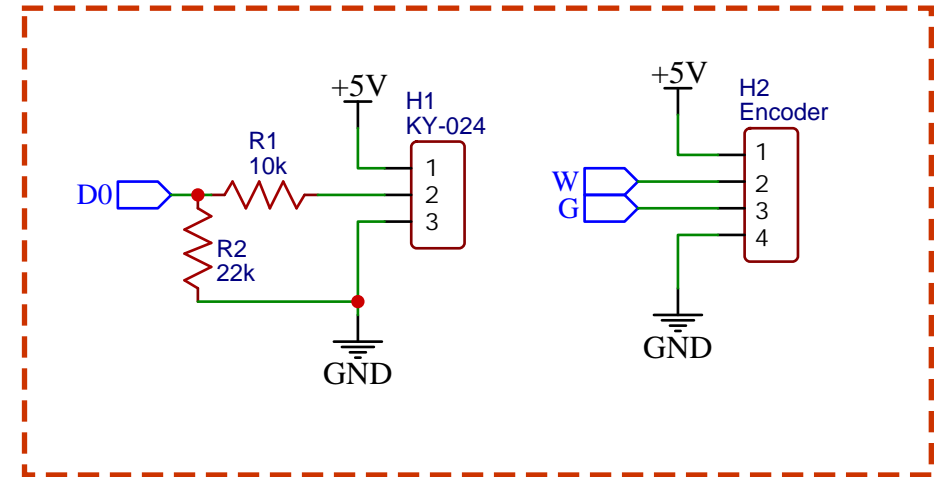 +5V
H1
KY-024
R1
10k
D0
1
2
3
R2
22k
GND
+5V
H2
Encoder
W
G
1
2
3
4
GND